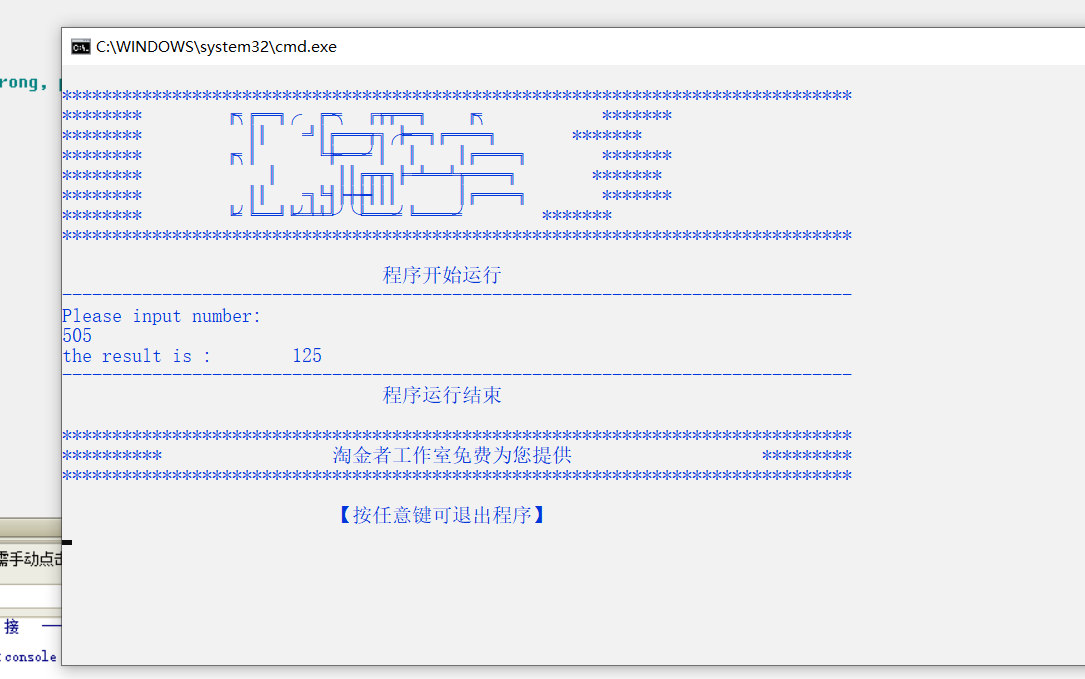 C:\WINDOWS\system32\cmd.exe
rong,
*******************************************************************************
******** *******
******** *******
******** *******
******** *******
******** *******
******** *******
*******************************************************************************
程序开始运行
-------------------------------------------------------------------------------
Please input number:
505
the result is : 125
-------------------------------------------------------------------------------
程序运行结束
*******************************************************************************
********** 淘金者工作室免费为您提供 *********
*******************************************************************************
【按任意键可退出程序】
需手动点击
接 一
console